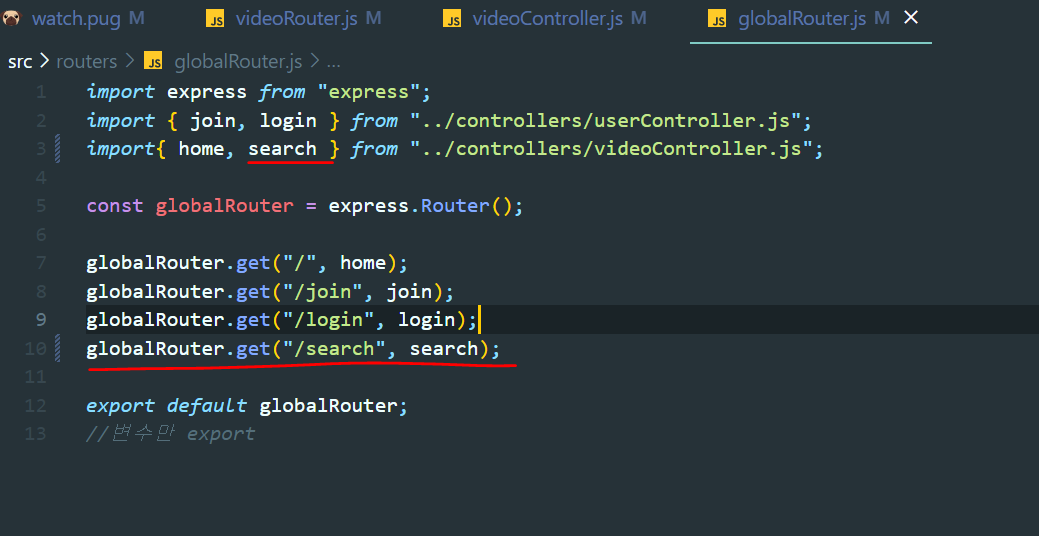 watch.pug M JS videoRouter.js M JS videoController.js M JS globalRouter.js M
src > routers > JS globalRouter.js > ...
1 import express from "express";
2 import { join, login } from "../controllers/userController.js";
3 import{ home, search } from "../controllers/videoController.js";
4
5 const globalRouter = express.Router();
6
7 globalRouter.get("/", home);
8 globalRouter.get("/join", join);
9 globalRouter.get("/login", login);
10 globalRouter.get("/search", search);
11
12 export default globalRouter;
13 //변수만 export